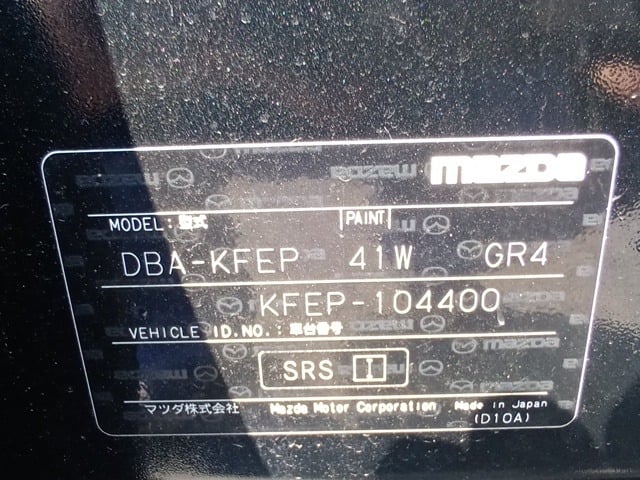 mazda
MODEL: 型式 PAINT
DBA-KFEP 41W GR4
KFEP-104400
VEHICLE ID.NO.: 車台番号
SRS I
マツダ株式会社 Mazda Motor Corporation Made in Japan
(D10A)